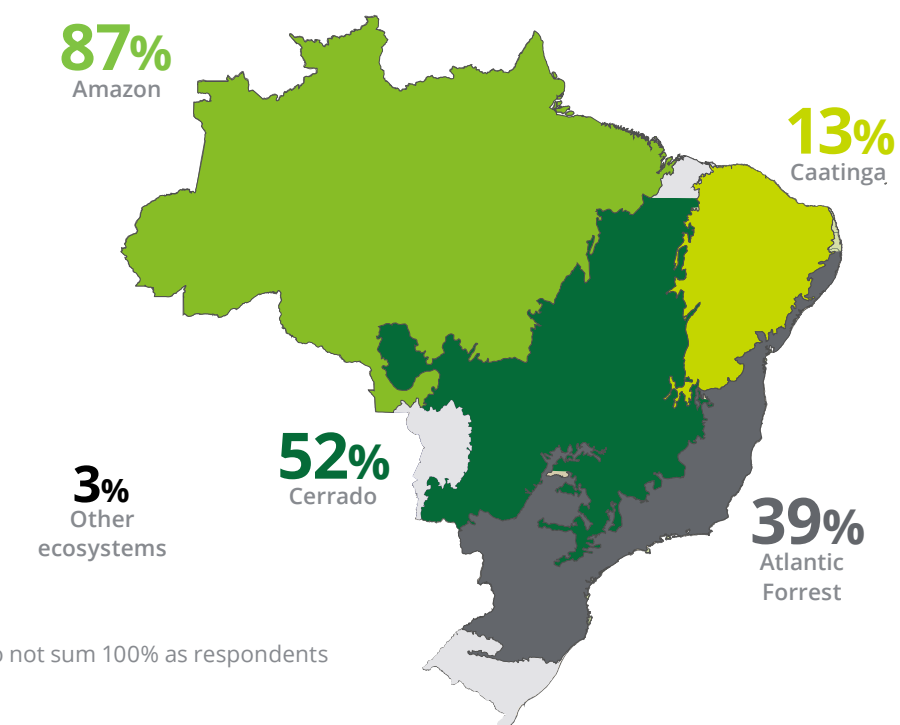 87%
Amazon
13%
Caatinga
52%
Cerrado
3%
Other
ecosystems
39%
Atlantic
Forrest
not sum 100% as respondents